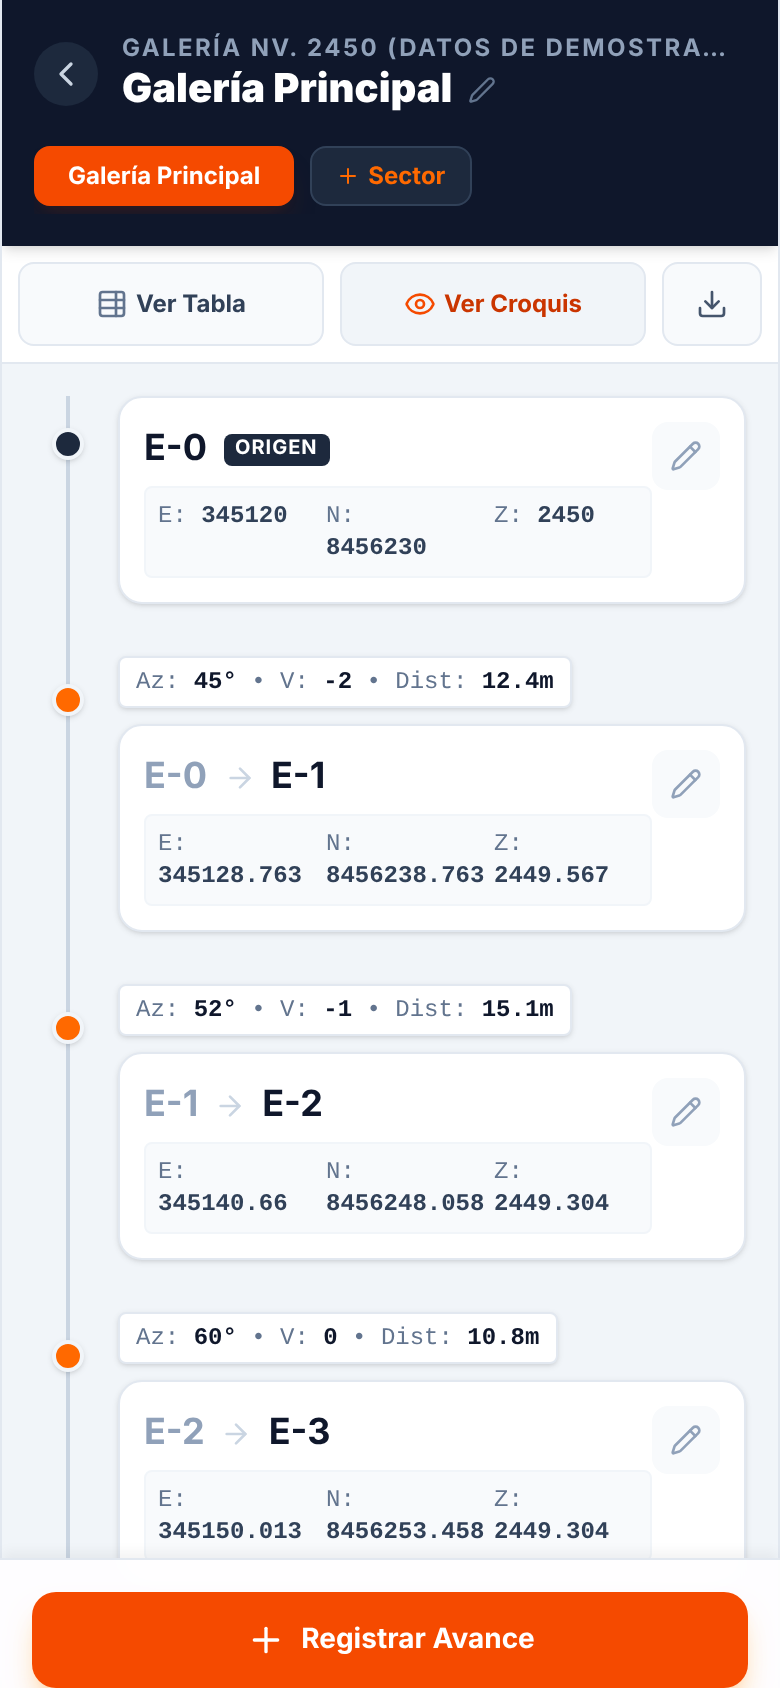 GALERÍA NV. 2450 (DATOS DE DEMOSTRA...
Galería Principal
Galería Principal
+ Sector
Ver Tabla
Ver Croquis
E-0 ORIGEN
E: 345120 N: 8456230 Z: 2450
Az: 45° • V: -2 • Dist: 12.4m
E-0 → E-1
E: N: Z:
345128.763 8456238.763 2449.567
Az: 52° • V: -1 • Dist: 15.1m
E-1 → E-2
E: N: Z:
345140.66 8456248.058 2449.304
Az: 60° • V: 0 • Dist: 10.8m
E-2 → E-3
E: N: Z:
345150.013 8456253.458 2449.304
+ Registrar Avance